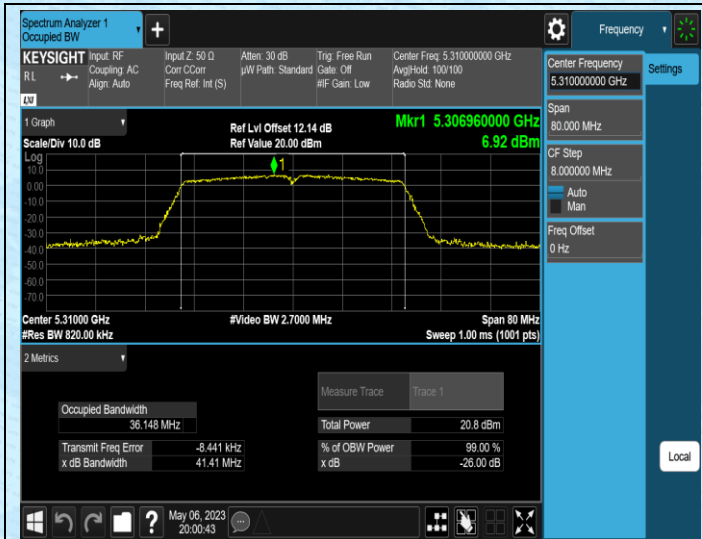 Spectrum Analyzer 1
Occupied BW
Frequency
KEYSIGHT
R L
LXI
Input: RF
Coupling: AC
Align: Auto
Input Z: 50 Ω
Corr CCorr
Freq Ref: Int (S)
Atten: 30 dB
µW Path: Standard
Trig: Free Run
Gate: Off
#IF Gain: Low
Center Freq: 5.310000000 GHz
Avg|Hold: 100/100
Radio Std: None
Center Frequency
5.310000000 GHz
Settings
Span
80.000 MHz
CF Step
8.000000 MHz
Auto
Man
Freq Offset
0 Hz
Local
1 Graph
Scale/Div 10.0 dB
Ref Lvl Offset 12.14 dB
Ref Value 20.00 dBm
Mkr1 5.306960000 GHz
6.92 dBm
Log
10.0
0.00
-10.0
-20.0
-30.0
-40.0
-50.0
-60.0
-70.0
1
Center 5.31000 GHz
#Res BW 820.00 kHz
#Video BW 2.7000 MHz
Span 80 MHz
Sweep 1.00 ms (1001 pts)
2 Metrics
Measure Trace
Trace 1
Occupied Bandwidth
36.148 MHz
Total Power
20.8 dBm
Transmit Freq Error
-8.441 kHz
% of OBW Power
99.00 %
x dB Bandwidth
41.41 MHz
x dB
-26.00 dB
?
May 06, 2023
20:00:43